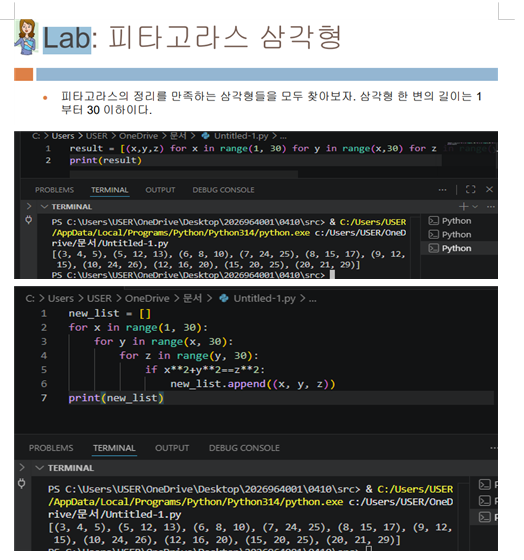 Lab: 피타고라스 삼각형
피타고라스의 정리를 만족하는 삼각형들을 모두 찾아보자. 삼각형 한 변의 길이는 1
부터 30 이하이다.
C: > Users > USER > OneDrive > 문서 > Untitled-1.py > ...
1 result = [(x,y,z) for x in range(1, 30) for y in range(x,30) for z
2 print(result)
PROBLEMS TERMINAL OUTPUT DEBUG CONSOLE ...
TERMINAL
PS C:\Users\USER\OneDrive\Desktop\2026964001\0410\src> & C:/Users/USER
/AppData/Local/Programs/Python/Python314/python.exe c:/Users/USER/OneD
rive/문서/Untitled-1.py
[(3, 4, 5), (5, 12, 13), (6, 8, 10), (7, 24, 25), (8, 15, 17), (9, 12,
15), (10, 24, 26), (12, 16, 20), (15, 20, 25), (20, 21, 29)]
PS C:\Users\USER\OneDrive\Desktop\2026964001\0410\src>
Python
Python
Python
C: > Users > USER > OneDrive > 문서 > Untitled-1.py > ...
1 new_list = []
2 for x in range(1, 30):
3 for y in range(x, 30):
4 for z in range(y, 30):
5 if x**2+y**2==z**2:
6 new_list.append((x, y, z))
7 print(new_list)
PROBLEMS TERMINAL OUTPUT DEBUG CONSOLE ...
TERMINAL
PS C:\Users\USER\OneDrive\Desktop\2026964001\0410\src> & C:/Users/USER
/AppData/Local/Programs/Python/Python314/python.exe c:/Users/USER/OneD
rive/문서/Untitled-1.py
[(3, 4, 5), (5, 12, 13), (6, 8, 10), (7, 24, 25), (8, 15, 17), (9, 12,
15), (10, 24, 26), (12, 16, 20), (15, 20, 25), (20, 21, 29)]
PS C:\Users\USER\OneDrive\Desktop\2026964001\0410\src>